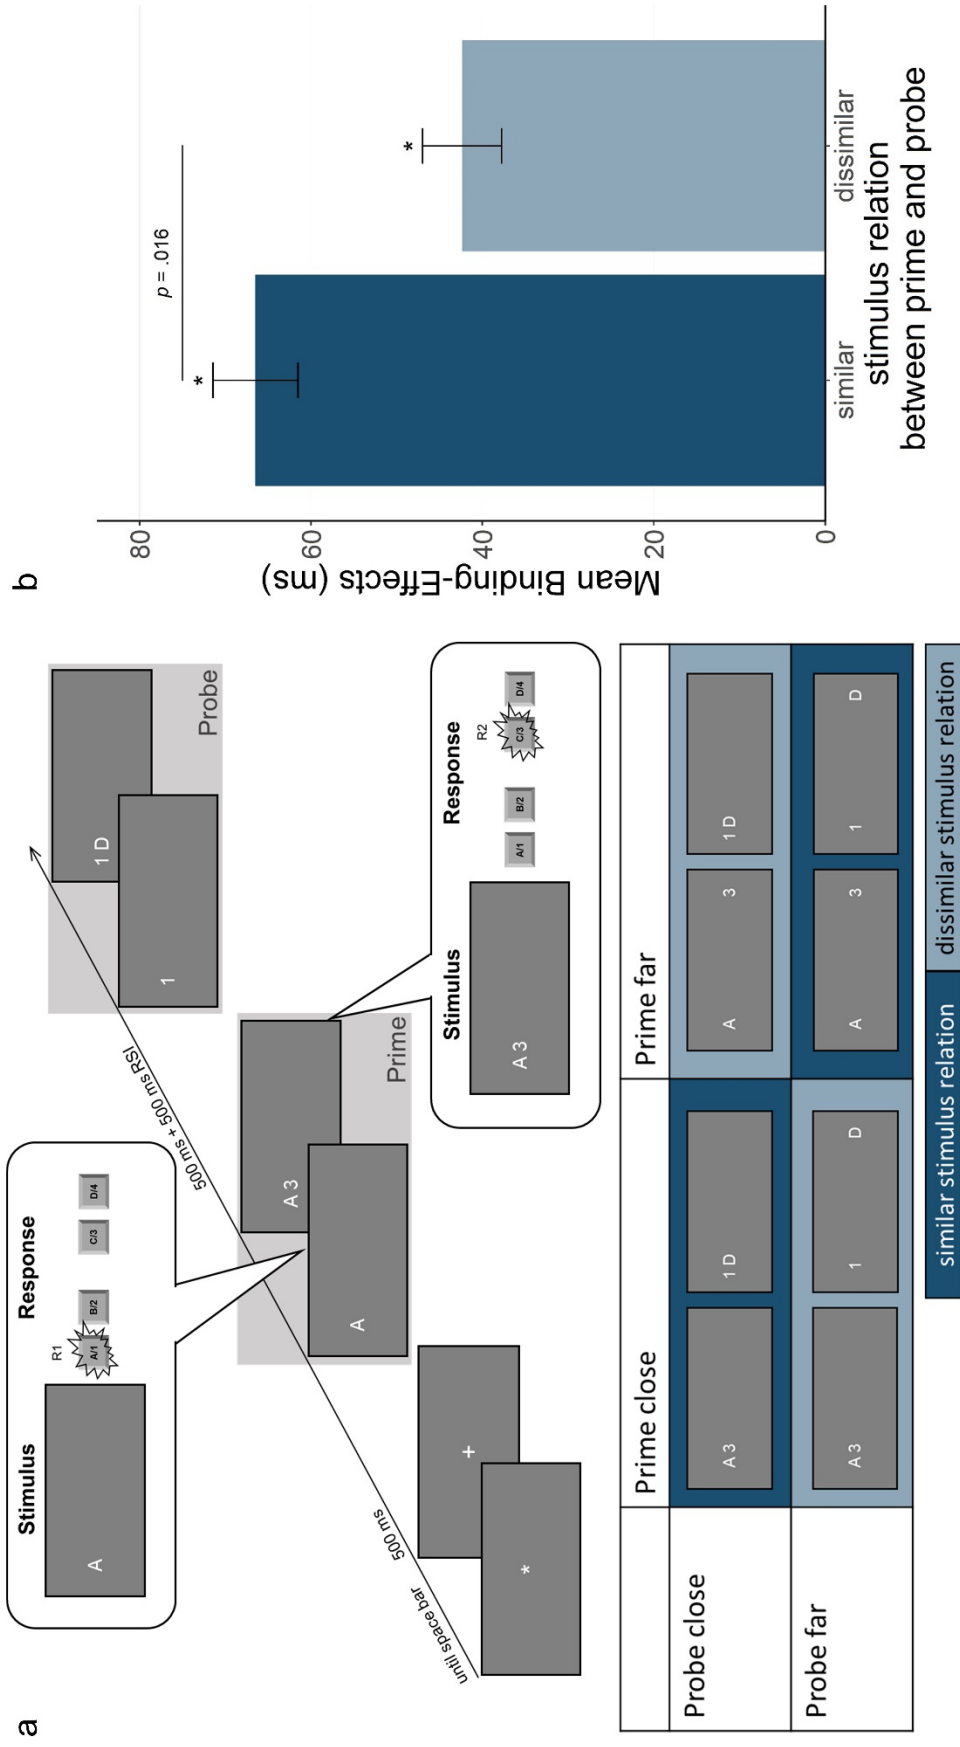 a
Stimulus
Response
A
R1
A/1
B/2
C/3
D/4
until space bar
500 ms
500 ms + 500 ms RSI
*
+
A
A 3
Prime
1
1 D
Probe
Stimulus
Response
A 3
R2
A/1
B/2
C/3
D/4
Prime close
Prime far
Probe close
A 3
1 D
A 3
1 D
Probe far
A 3
1 D
A 3
1 D
similar stimulus relation
dissimilar stimulus relation
b
Mean Binding-Effects (ms)
80
60
40
20
0
p = .016
*
*
similar
dissimilar
stimulus relation
between prime and probe